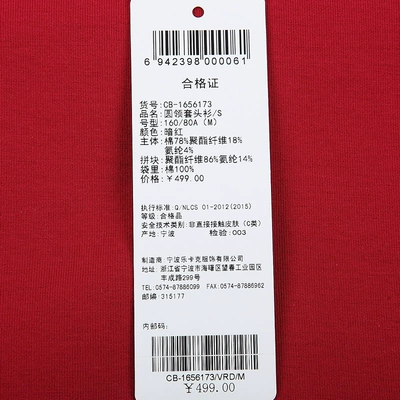 6 942398 000061
合格证
货号:CB-1656173
品名:圆领套头衫/S
号型:160/80A (M)
颜色:暗红
主体:棉78%聚酯纤维18%
氨纶4%
拼块:聚酯纤维86%氨纶14%
袋里:棉100%
价格:¥499.00
执行标准:Q/NLCS 01-2012(2015)
等级:合格品
安全技术类别:非直接接触皮肤(C类)
产地:宁波 检验:003
制造商:宁波乐卡克服饰有限公司
地址:浙江省宁波市海曙区望春工业园区
丰成路299号
TEL:0574-87886099 FAX:0574-87886962
邮编:315177
内联:
CB-1656173/VRD/M
¥499.00